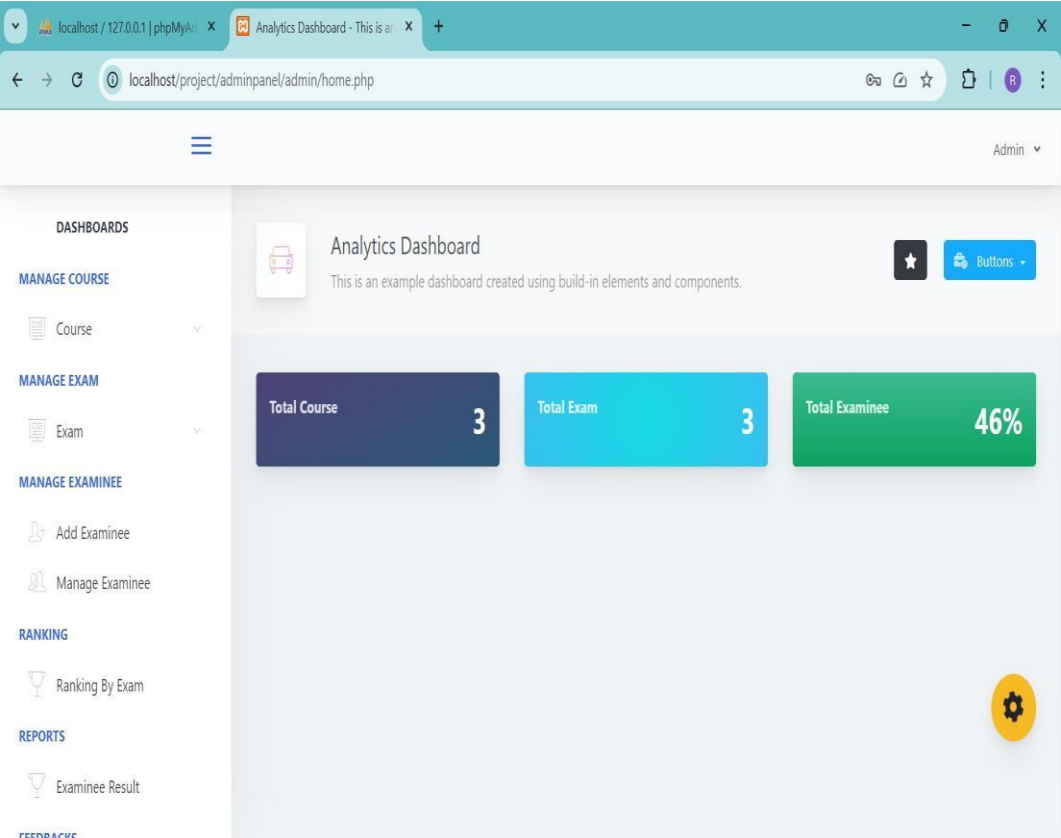 localhost / 127.0.0.1 | phpMyAd
Analytics Dashboard - This is an
localhost/project/adminpanel/admin/home.php
R
Admin
DASHBOARDS
MANAGE COURSE
Course
MANAGE EXAM
Exam
MANAGE EXAMINEE
Add Examinee
Manage Examinee
RANKING
Ranking By Exam
REPORTS
Examinee Result
FEEDBACKS
Analytics Dashboard
This is an example dashboard created using build-in elements and components.
Buttons
Total Course
3
Total Exam
3
Total Examinee
46%